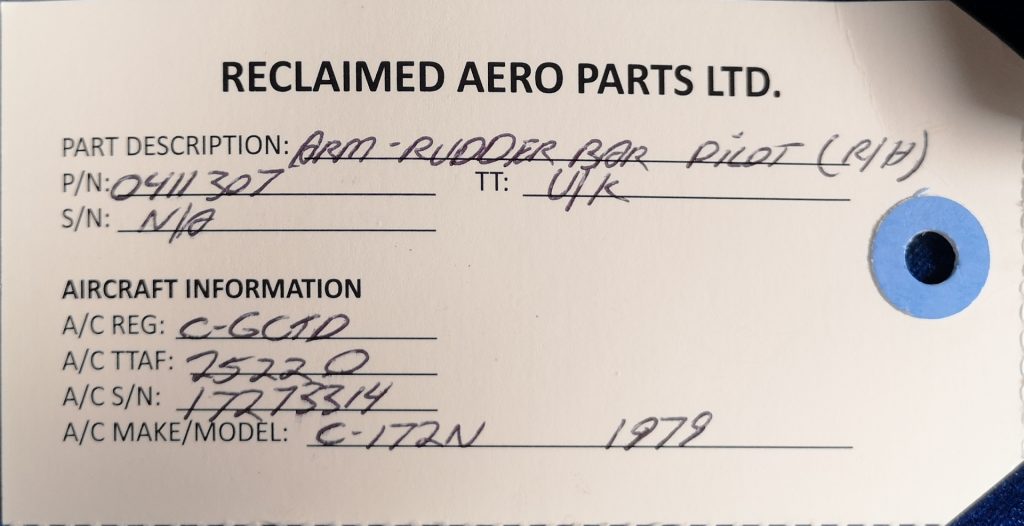 RECLAIMED AERO PARTS LTD.
PART DESCRIPTION: ARM-RUDDER BAR PILOT (R/H)
P/N: 0411307 TT: U/K
S/N: N/A
AIRCRAFT INFORMATION
A/C REG: C-GCTD
A/C TTAF: 7522.0
A/C S/N: 17273314
A/C MAKE/MODEL: C-172N 1979